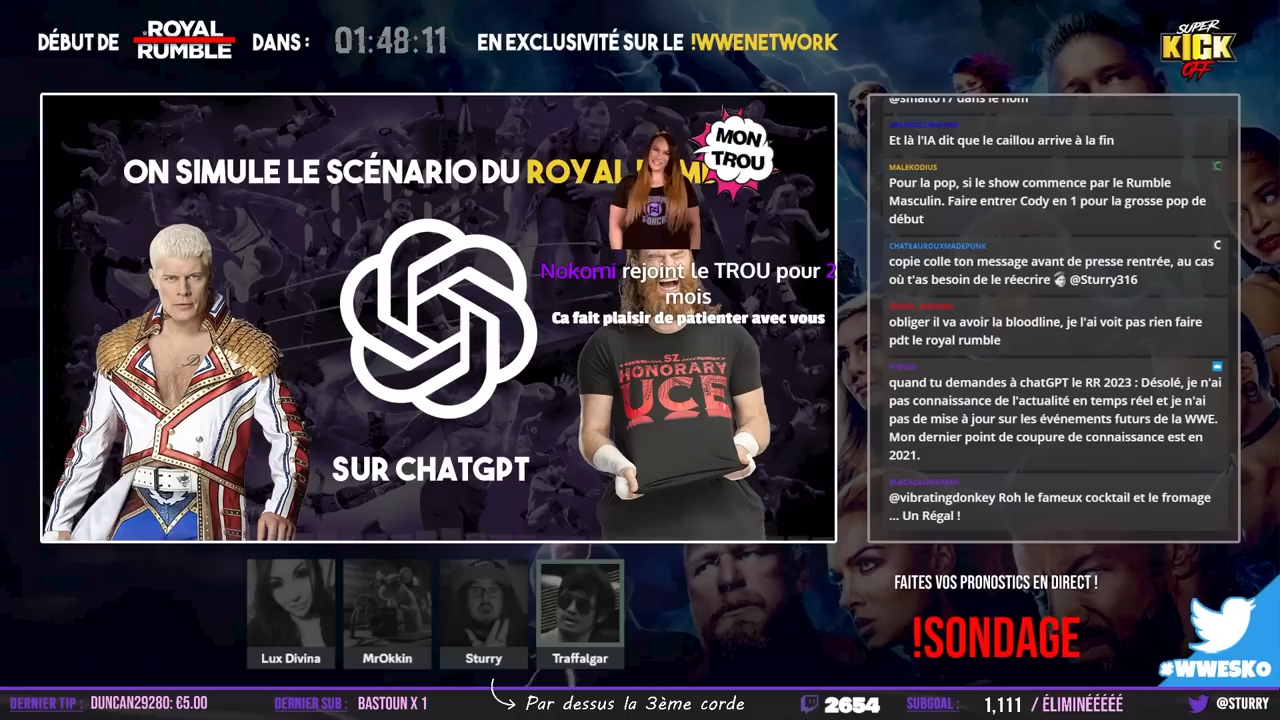 DÉBUT DE
ROYAL
RUMBLE
DANS :
01:48:11
EN EXCLUSIVITÉ SUR LE !WWENETWORK
SUPER
KICK
OFF
ON SIMULE LE SCÉNARIO DU ROYAL
MON
TROU
Nokomi rejoint le TROU pour 2
mois
Ca fait plaisir de patienter avec vous
SZ
HONORARY
UCE
SUR CHATGPT
@smalto17 dans le nom
Et là l'IA dit que le caillou arrive à la fin
MALEKODIUS
Pour la pop, si le show commence par le Rumble
Masculin. Faire entrer Cody en 1 pour la grosse pop de
début
CHATEAUROUXMADEPUNK
copie colle ton message avant de presse rentrée, au cas
où t'as besoin de le réecrire @Sturry316
obliger il va avoir la bloodline, je l'ai voit pas rien faire
pdt le royal rumble
quand tu demandes à chatGPT le RR 2023 : Désolé, je n'ai
pas connaissance de l'actualité en temps réel et je n'ai
pas de mise à jour sur les événements futurs de la WWE.
Mon dernier point de coupure de connaissance est en
2021.
@vibratingdonkey Roh le fameux cocktail et le fromage
... Un Régal !
Lux Divina
MrOkkin
Sturry
Traffalgar
FAITES VOS PRONOSTICS EN DIRECT !
!SONDAGE
#WWESKO
DERNIER TIP : DUNCAN29280: €5.00
DERNIER SUB : BASTOUN X 1
Par dessus la 3ème corde
2654
SUBGOAL : 1,111 / ÉLIMINÉÉÉÉÉ
@STURRY